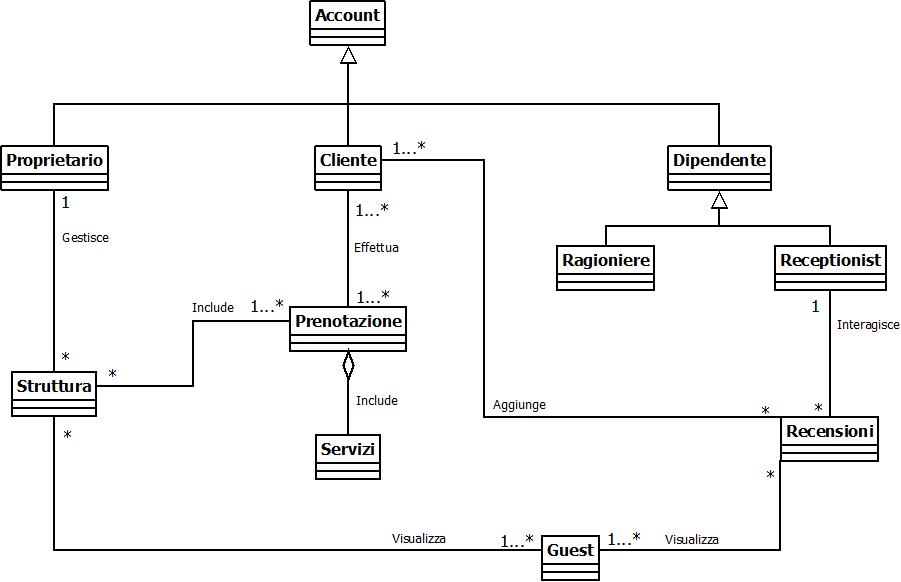 Account
Proprietario
Cliente
1...*
Dipendente
1
Gestisce
1...*
Effettua
1...*
Ragioniere
Receptionist
1
Interagisce
Include
1...*
Prenotazione
*
*
Struttura
*
Include
Servizi
Aggiunge
*
*
Recensioni
*
Visualizza
1...*
Guest
1...*
Visualizza
*